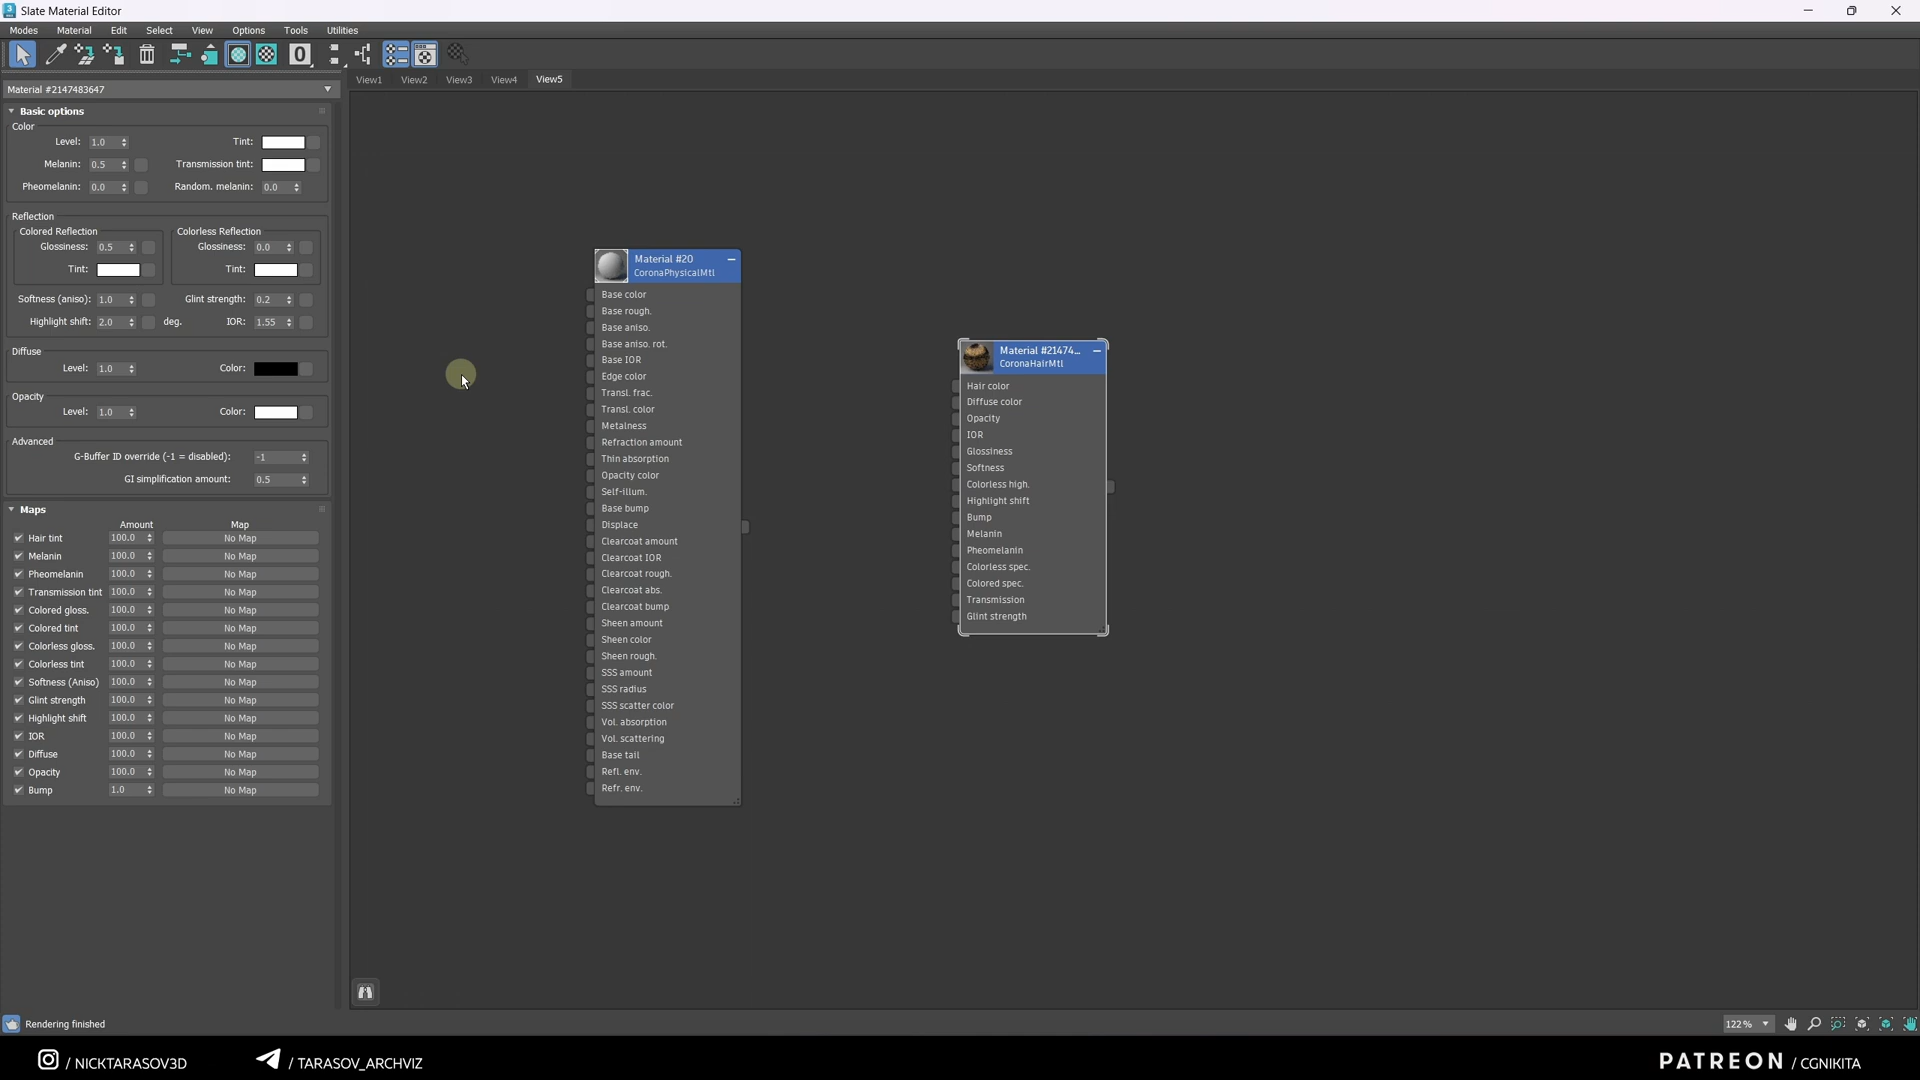 Slate Material Editor
Modes Material Edit Select View Options Tools Utilities
View1 View2 View3 View4 View5
Material #2147483647
Basic options
Color
Level: 1.0 Tint:
Melanin: 0.5 Transmission tint:
Pheomelanin: 0.0 Random. melanin: 0.0
Reflection
Colored Reflection Colorless Reflection
Glossiness: 0.5 Glossiness: 0.0
Tint: Tint:
Softness (aniso): 1.0 Glint strength: 0.2
Highlight shift: 2.0 deg. IOR: 1.55
Diffuse
Level: 1.0 Color:
Opacity
Level: 1.0 Color:
Advanced
G-Buffer ID override (-1 = disabled): -1
GI simplification amount: 0.5
Maps
Amount Map
Hair tint 100.0 No Map
Melanin 100.0 No Map
Pheomelanin 100.0 No Map
Transmission tint 100.0 No Map
Colored gloss. 100.0 No Map
Colored tint 100.0 No Map
Colorless gloss. 100.0 No Map
Colorless tint 100.0 No Map
Softness (Aniso) 100.0 No Map
Glint strength 100.0 No Map
Highlight shift 100.0 No Map
IOR 100.0 No Map
Diffuse 100.0 No Map
Opacity 100.0 No Map
Bump 1.0 No Map
Material #20
CoronaPhysicalMtl
Base color
Base rough.
Base aniso.
Base aniso. rot.
Base IOR
Edge color
Transl. frac.
Transl. color
Metalness
Refraction amount
Thin absorption
Opacity color
Self-illum.
Base bump
Displace
Clearcoat amount
Clearcoat IOR
Clearcoat rough.
Clearcoat abs.
Clearcoat bump
Sheen amount
Sheen color
Sheen rough.
SSS amount
SSS radius
SSS scatter color
Vol. absorption
Vol. scattering
Base tail
Refl. env.
Refr. env.
Material #21474...
CoronaHairMtl
Hair color
Diffuse color
Opacity
IOR
Glossiness
Softness
Colorless high.
Highlight shift
Bump
Melanin
Pheomelanin
Colorless spec.
Colored spec.
Transmission
Glint strength
Rendering finished
122%
/ NICKTARASOV3D
/ TARASOV_ARCHVIZ
PATREON / CGNIKITA